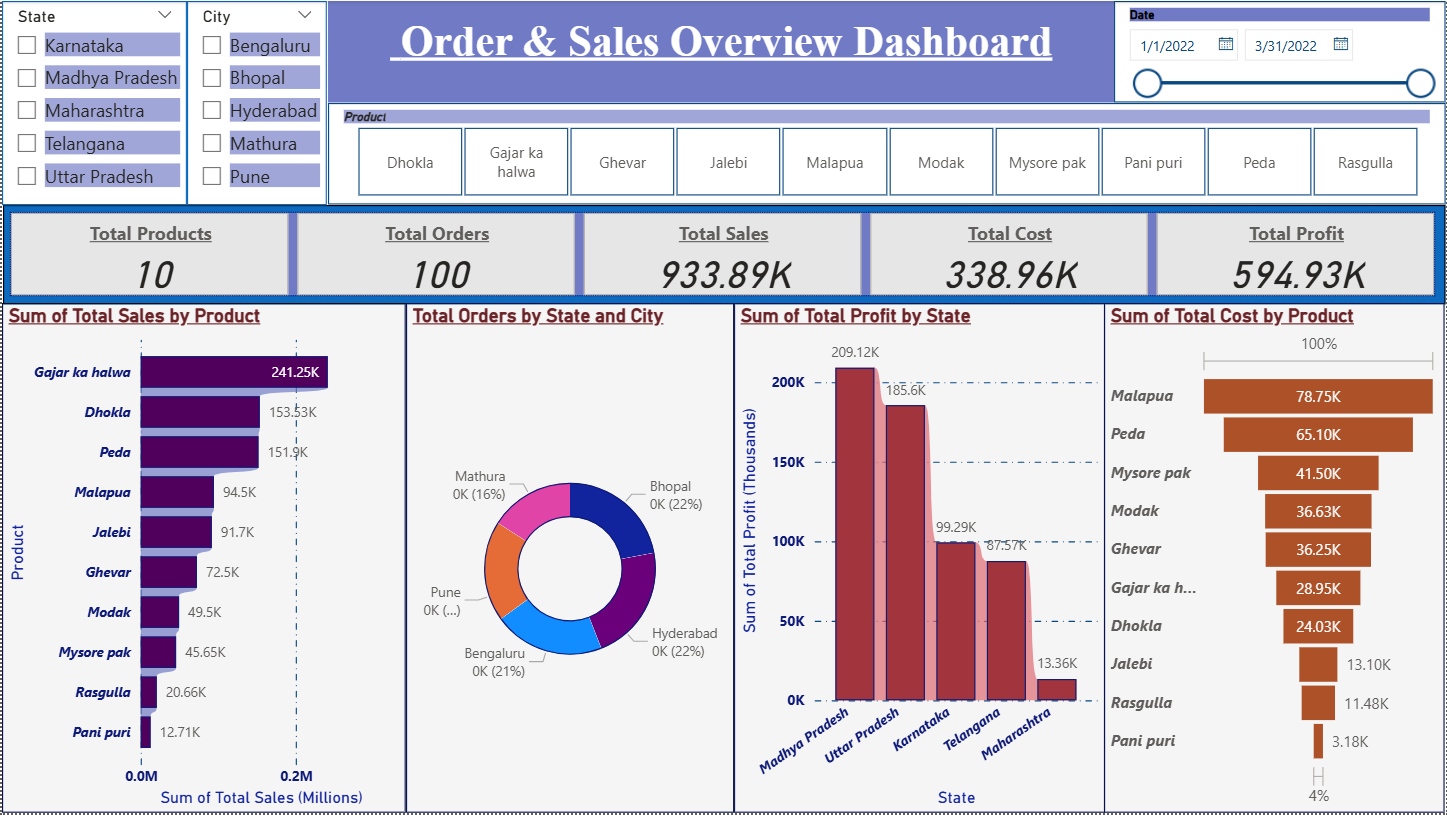 State
Karnataka
Madhya Pradesh
Maharashtra
Telangana
Uttar Pradesh
City
Bengaluru
Bhopal
Hyderabad
Mathura
Pune
Order & Sales Overview Dashboard
Date
1/1/2022
3/31/2022
Product
Dhokla
Gajar ka
halwa
Ghevar
Jalebi
Malapua
Modak
Mysore pak
Pani puri
Peda
Rasgulla
Total Products
10
Total Orders
100
Total Sales
933.89K
Total Cost
338.96K
Total Profit
594.93K
Sum of Total Sales by Product
Product
Gajar ka halwa 241.25K
Dhokla 153.53K
Peda 151.9K
Malapua 94.5K
Jalebi 91.7K
Ghevar 72.5K
Modak 49.5K
Mysore pak 45.65K
Rasgulla 20.66K
Pani puri 12.71K
0.0M 0.2M
Sum of Total Sales (Millions)
Total Orders by State and City
Mathura
0K (16%)
Bhopal
0K (22%)
Pune
0K (...)
Hyderabad
0K (22%)
Bengaluru
0K (21%)
Sum of Total Profit by State
Sum of Total Profit (Thousands)
200K
150K
100K
50K
0K
209.12K
185.6K
99.29K
87.57K
13.36K
Madhya Pradesh
Uttar Pradesh
Karnataka
Telangana
Maharashtra
State
Sum of Total Cost by Product
100%
Malapua 78.75K
Peda 65.10K
Mysore pak 41.50K
Modak 36.63K
Ghevar 36.25K
Gajar ka h... 28.95K
Dhokla 24.03K
Jalebi 13.10K
Rasgulla 11.48K
Pani puri 3.18K
4%